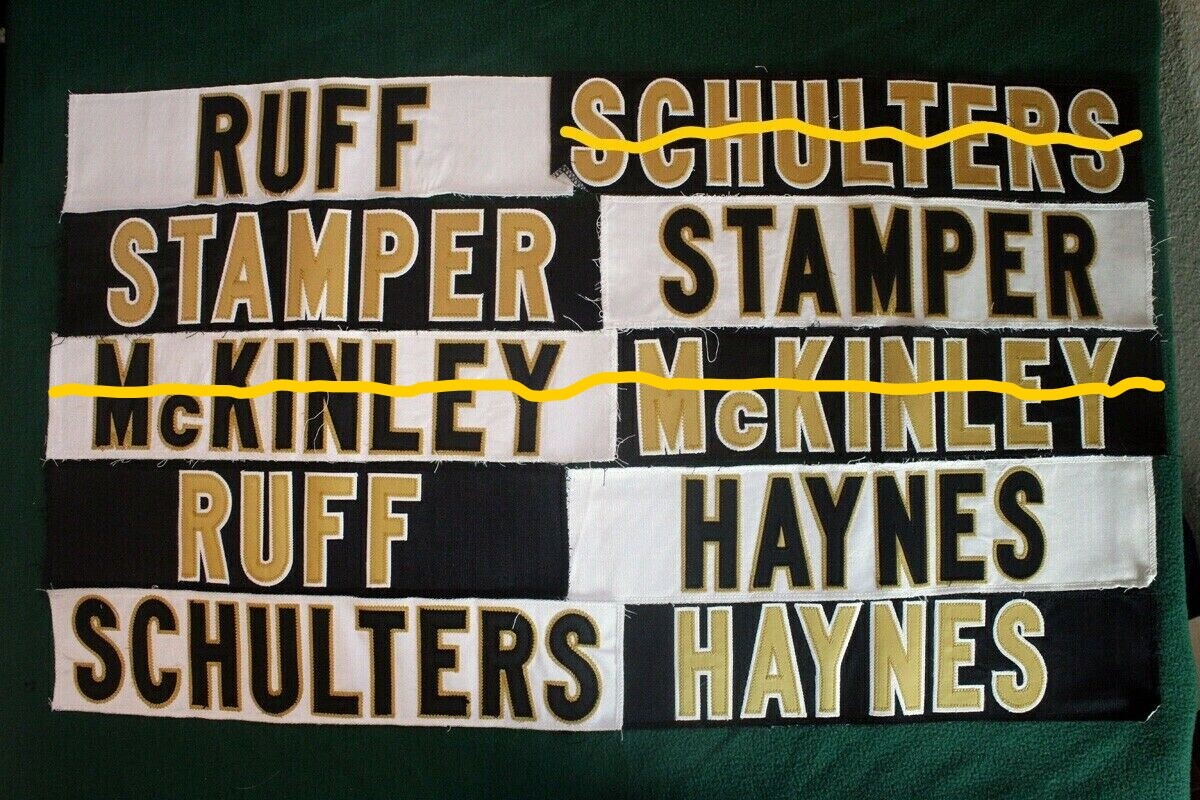 RUFF SCHULTERS
STAMPER STAMPER
McKINLEY McKINLEY
RUFF HAYNES
SCHULTERS HAYNES